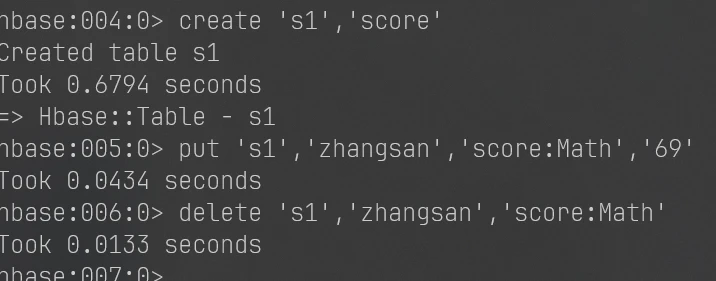 hbase:004:0> create 's1','score'
Created table s1
Took 0.6794 seconds
=> Hbase::Table - s1
hbase:005:0> put 's1','zhangsan','score:Math','69'
Took 0.0434 seconds
hbase:006:0> delete 's1','zhangsan','score:Math'
Took 0.0133 seconds
hbase:007:0>